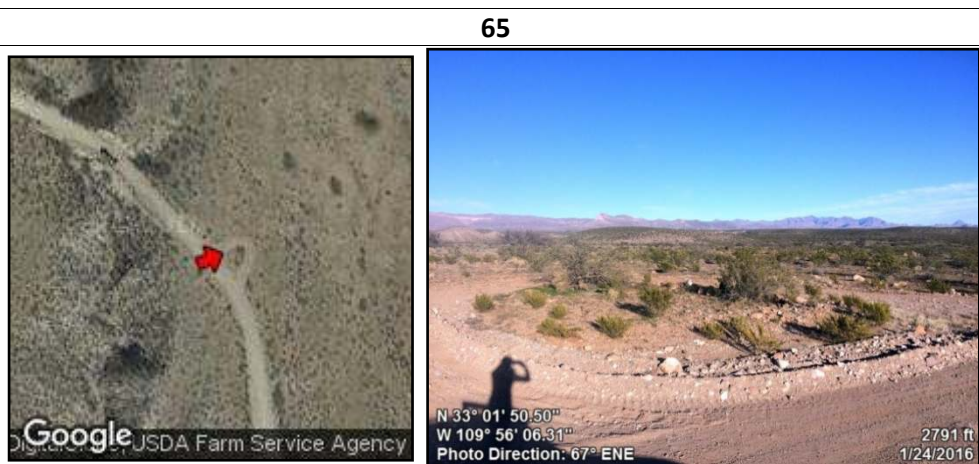 65
Google
USDA Farm Service Agency
N 33° 01' 50.50"
W 109° 56' 06.31"
Photo Direction: 67° ENE
2791 ft
1/24/2016